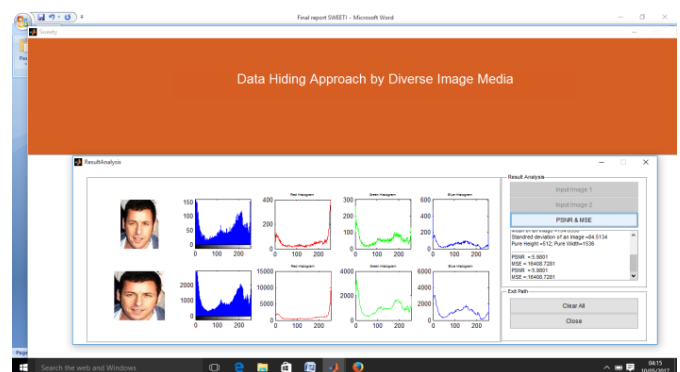 Final report SWEETI - Microsoft Word
Sweety
Data Hiding Approach by Diverse Image Media
ResultAnalysis
Result Analysis
Input Image 1
Input Image 2
PSNR & MSE
Standred deviation of an image =84.5134
Pure Height =512; Pure Width=1536
PSNR = 5.9801
MSE = 16408.7281
PSNR = 5.9801
MSE = 16408.7281
Exit Path
Clear All
Close
Red Histogram
Green Histogram
Blue Histogram
150
100
50
0
0 100 200
400
200
0
0 100 200
300
200
100
0
0 100 200
600
400
200
0
0 100 200
Red Histogram
Green Histogram
Blue Histogram
2000
1000
0
0 100 200
15000
10000
5000
0
0 100 200
4000
2000
0
0 100 200
6000
4000
2000
0
0 100 200
Page
Search the web and Windows
04:15
10/05/2017